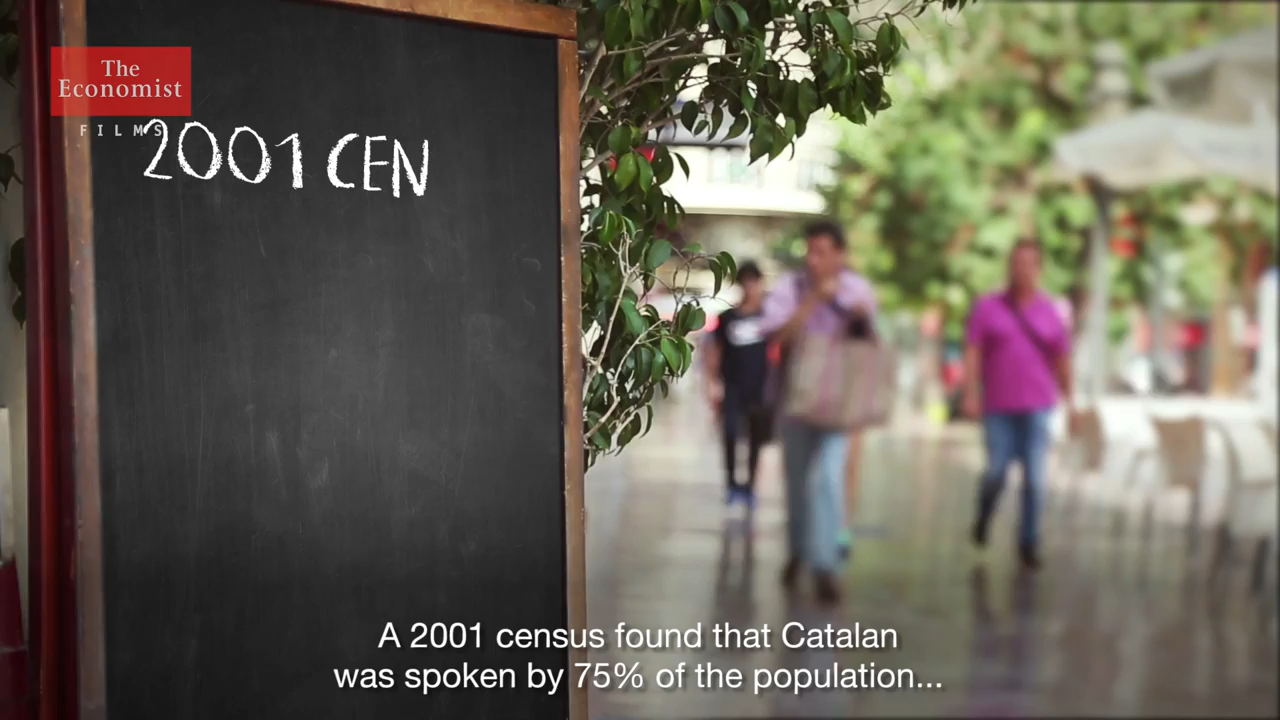 The
Economist
FILMS
2001 CEN
A 2001 census found that Catalan
was spoken by 75% of the population...